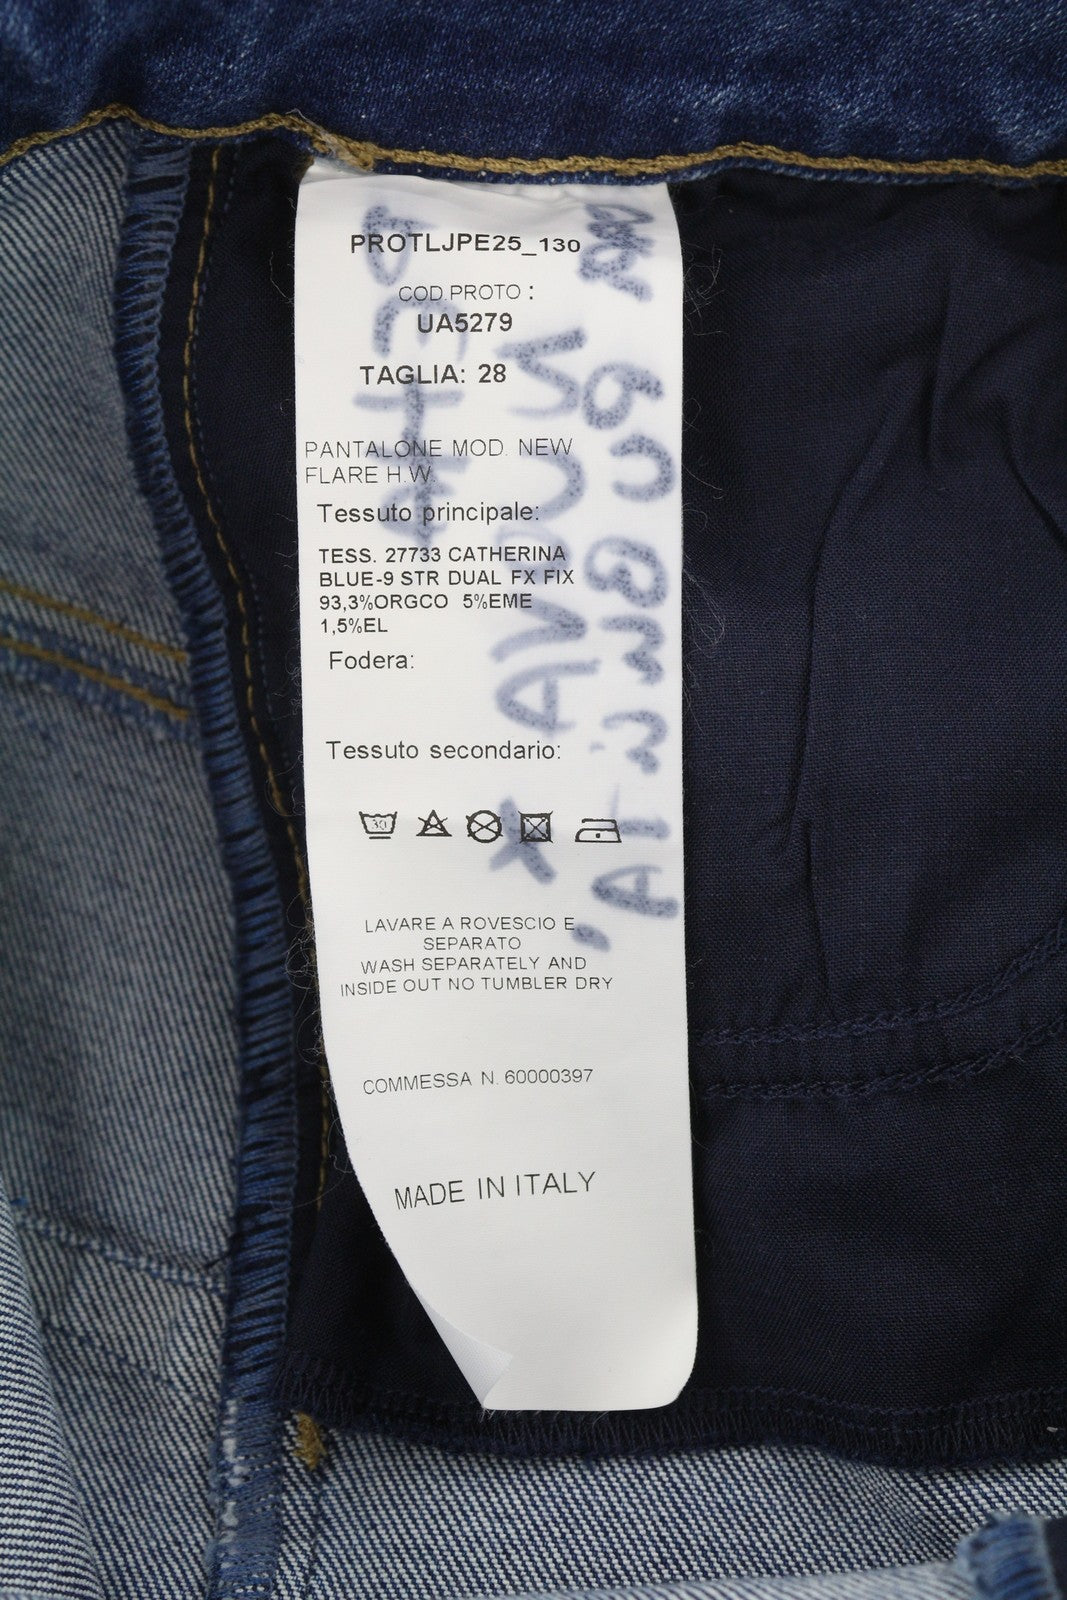 PROTLJPE25_130
COD.PROTO :
UA5279
TAGLIA: 28
PANTALONE MOD. NEW
FLARE H.W.
Tessuto principale:
TESS. 27733 CATHERINA
BLUE-9 STR DUAL FX FIX
93,3%ORGCO 5%EME
1,5%EL
Fodera:
Tessuto secondario:
30
LAVARE A ROVESCIO E
SEPARATO
WASH SEPARATELY AND
INSIDE OUT NO TUMBLER DRY
COMMESSA N. 60000397
MADE IN ITALY